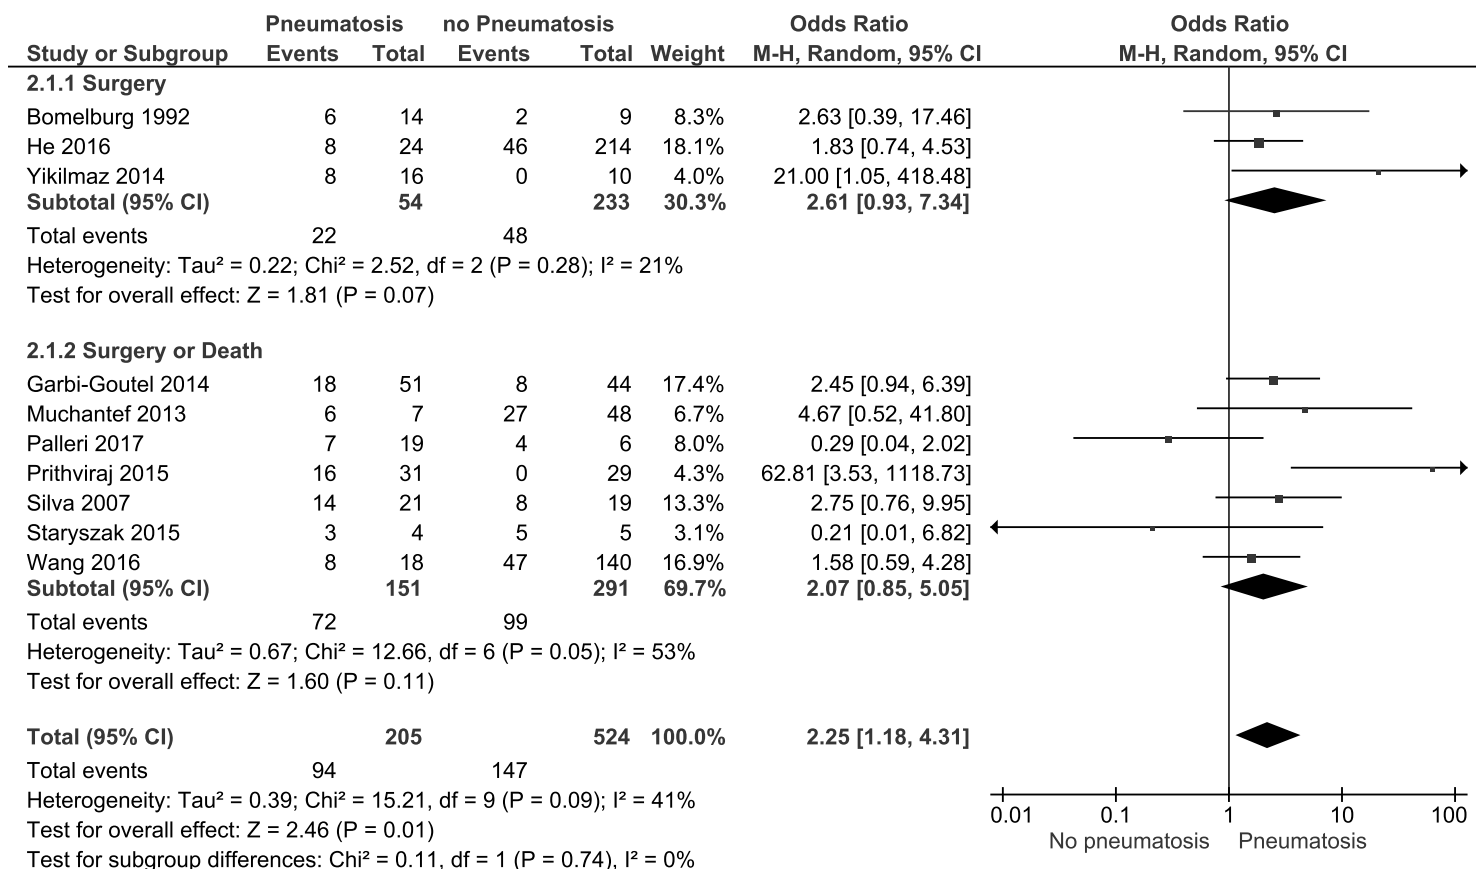 Pneumatosis no Pneumatosis Odds Ratio Odds Ratio
Study or Subgroup Events Total Events Total Weight M-H, Random, 95% CI M-H, Random, 95% CI
2.1.1 Surgery
Bomelburg 1992 6 14 2 9 8.3% 2.63 [0.39, 17.46]
He 2016 8 24 46 214 18.1% 1.83 [0.74, 4.53]
Yikilmaz 2014 8 16 0 10 4.0% 21.00 [1.05, 418.48]
Subtotal (95% CI) 54 233 30.3% 2.61 [0.93, 7.34]
Total events 22 48
Heterogeneity: Tau² = 0.22; Chi² = 2.52, df = 2 (P = 0.28); I² = 21%
Test for overall effect: Z = 1.81 (P = 0.07)
2.1.2 Surgery or Death
Garbi-Goutel 2014 18 51 8 44 17.4% 2.45 [0.94, 6.39]
Muchantef 2013 6 7 27 48 6.7% 4.67 [0.52, 41.80]
Palleri 2017 7 19 4 6 8.0% 0.29 [0.04, 2.02]
Prithviraj 2015 16 31 0 29 4.3% 62.81 [3.53, 1118.73]
Silva 2007 14 21 8 19 13.3% 2.75 [0.76, 9.95]
Staryszak 2015 3 4 5 5 3.1% 0.21 [0.01, 6.82]
Wang 2016 8 18 47 140 16.9% 1.58 [0.59, 4.28]
Subtotal (95% CI) 151 291 69.7% 2.07 [0.85, 5.05]
Total events 72 99
Heterogeneity: Tau² = 0.67; Chi² = 12.66, df = 6 (P = 0.05); I² = 53%
Test for overall effect: Z = 1.60 (P = 0.11)
Total (95% CI) 205 524 100.0% 2.25 [1.18, 4.31]
Total events 94 147
Heterogeneity: Tau² = 0.39; Chi² = 15.21, df = 9 (P = 0.09); I² = 41%
Test for overall effect: Z = 2.46 (P = 0.01)
Test for subgroup differences: Chi² = 0.11, df = 1 (P = 0.74), I² = 0%
0.01 0.1 1 10 100
No pneumatosis Pneumatosis